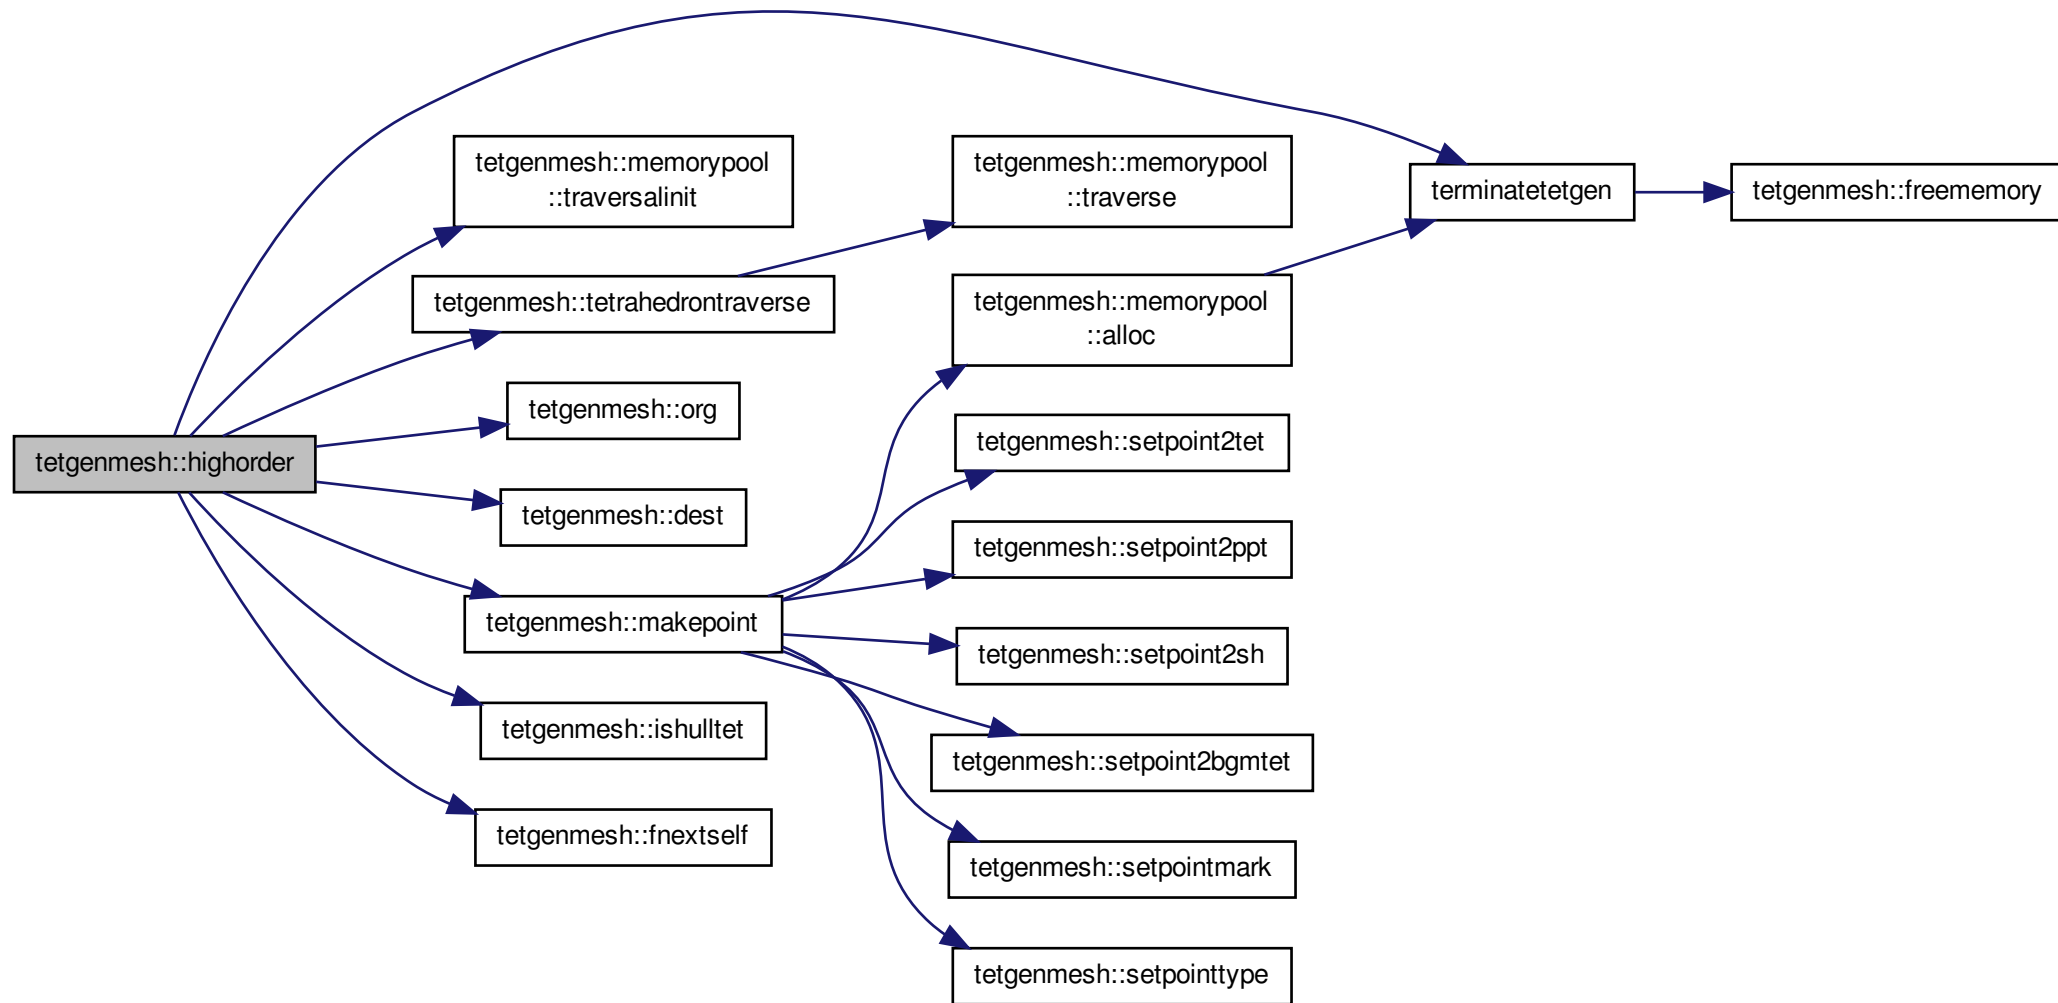 tetgenmesh::highorder
tetgenmesh::memorypool
::traversalinit
tetgenmesh::tetrahedrontraverse
tetgenmesh::org
tetgenmesh::dest
tetgenmesh::makepoint
tetgenmesh::ishulltet
tetgenmesh::fnextself
tetgenmesh::memorypool
::traverse
tetgenmesh::memorypool
::alloc
tetgenmesh::setpoint2tet
tetgenmesh::setpoint2ppt
tetgenmesh::setpoint2sh
tetgenmesh::setpoint2bgmtet
tetgenmesh::setpointmark
tetgenmesh::setpointtype
terminatetetgen
tetgenmesh::freememory